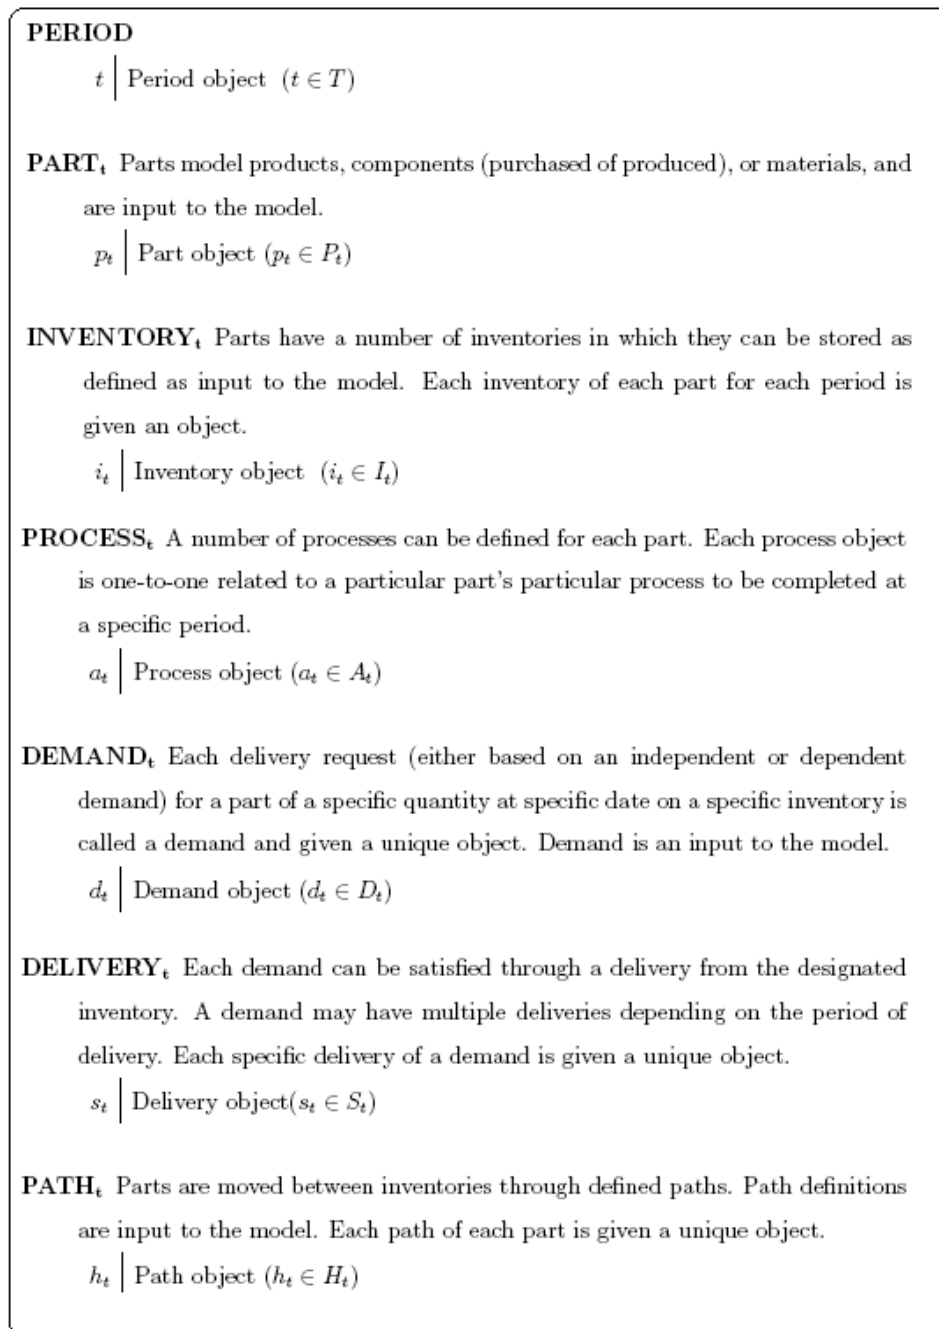 PERIOD
t | Period object (t ∈ T)
PARTₜ Parts model products, components (purchased of produced), or materials, and
are input to the model.
pₜ | Part object (pₜ ∈ Pₜ)
INVENTORYₜ Parts have a number of inventories in which they can be stored as
defined as input to the model. Each inventory of each part for each period is
given an object.
iₜ | Inventory object (iₜ ∈ Iₜ)
PROCESSₜ A number of processes can be defined for each part. Each process object
is one-to-one related to a particular part's particular process to be completed at
a specific period.
aₜ | Process object (aₜ ∈ Aₜ)
DEMANDₜ Each delivery request (either based on an independent or dependent
demand) for a part of a specific quantity at specific date on a specific inventory is
called a demand and given a unique object. Demand is an input to the model.
dₜ | Demand object (dₜ ∈ Dₜ)
DELIVERYₜ Each demand can be satisfied through a delivery from the designated
inventory. A demand may have multiple deliveries depending on the period of
delivery. Each specific delivery of a demand is given a unique object.
sₜ | Delivery object(sₜ ∈ Sₜ)
PATHₜ Parts are moved between inventories through defined paths. Path definitions
are input to the model. Each path of each part is given a unique object.
hₜ | Path object (hₜ ∈ Hₜ)